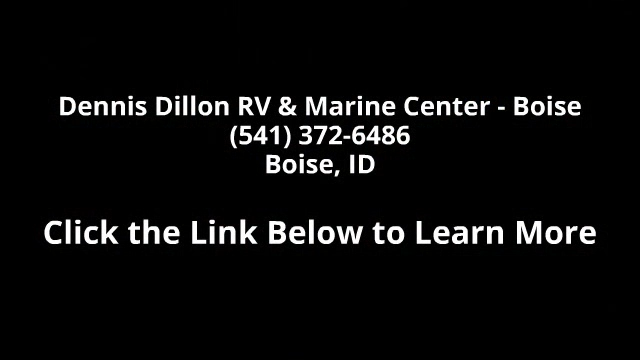 Dennis Dillon RV & Marine Center - Boise
(541) 372-6486
Boise, ID
Click the Link Below to Learn More